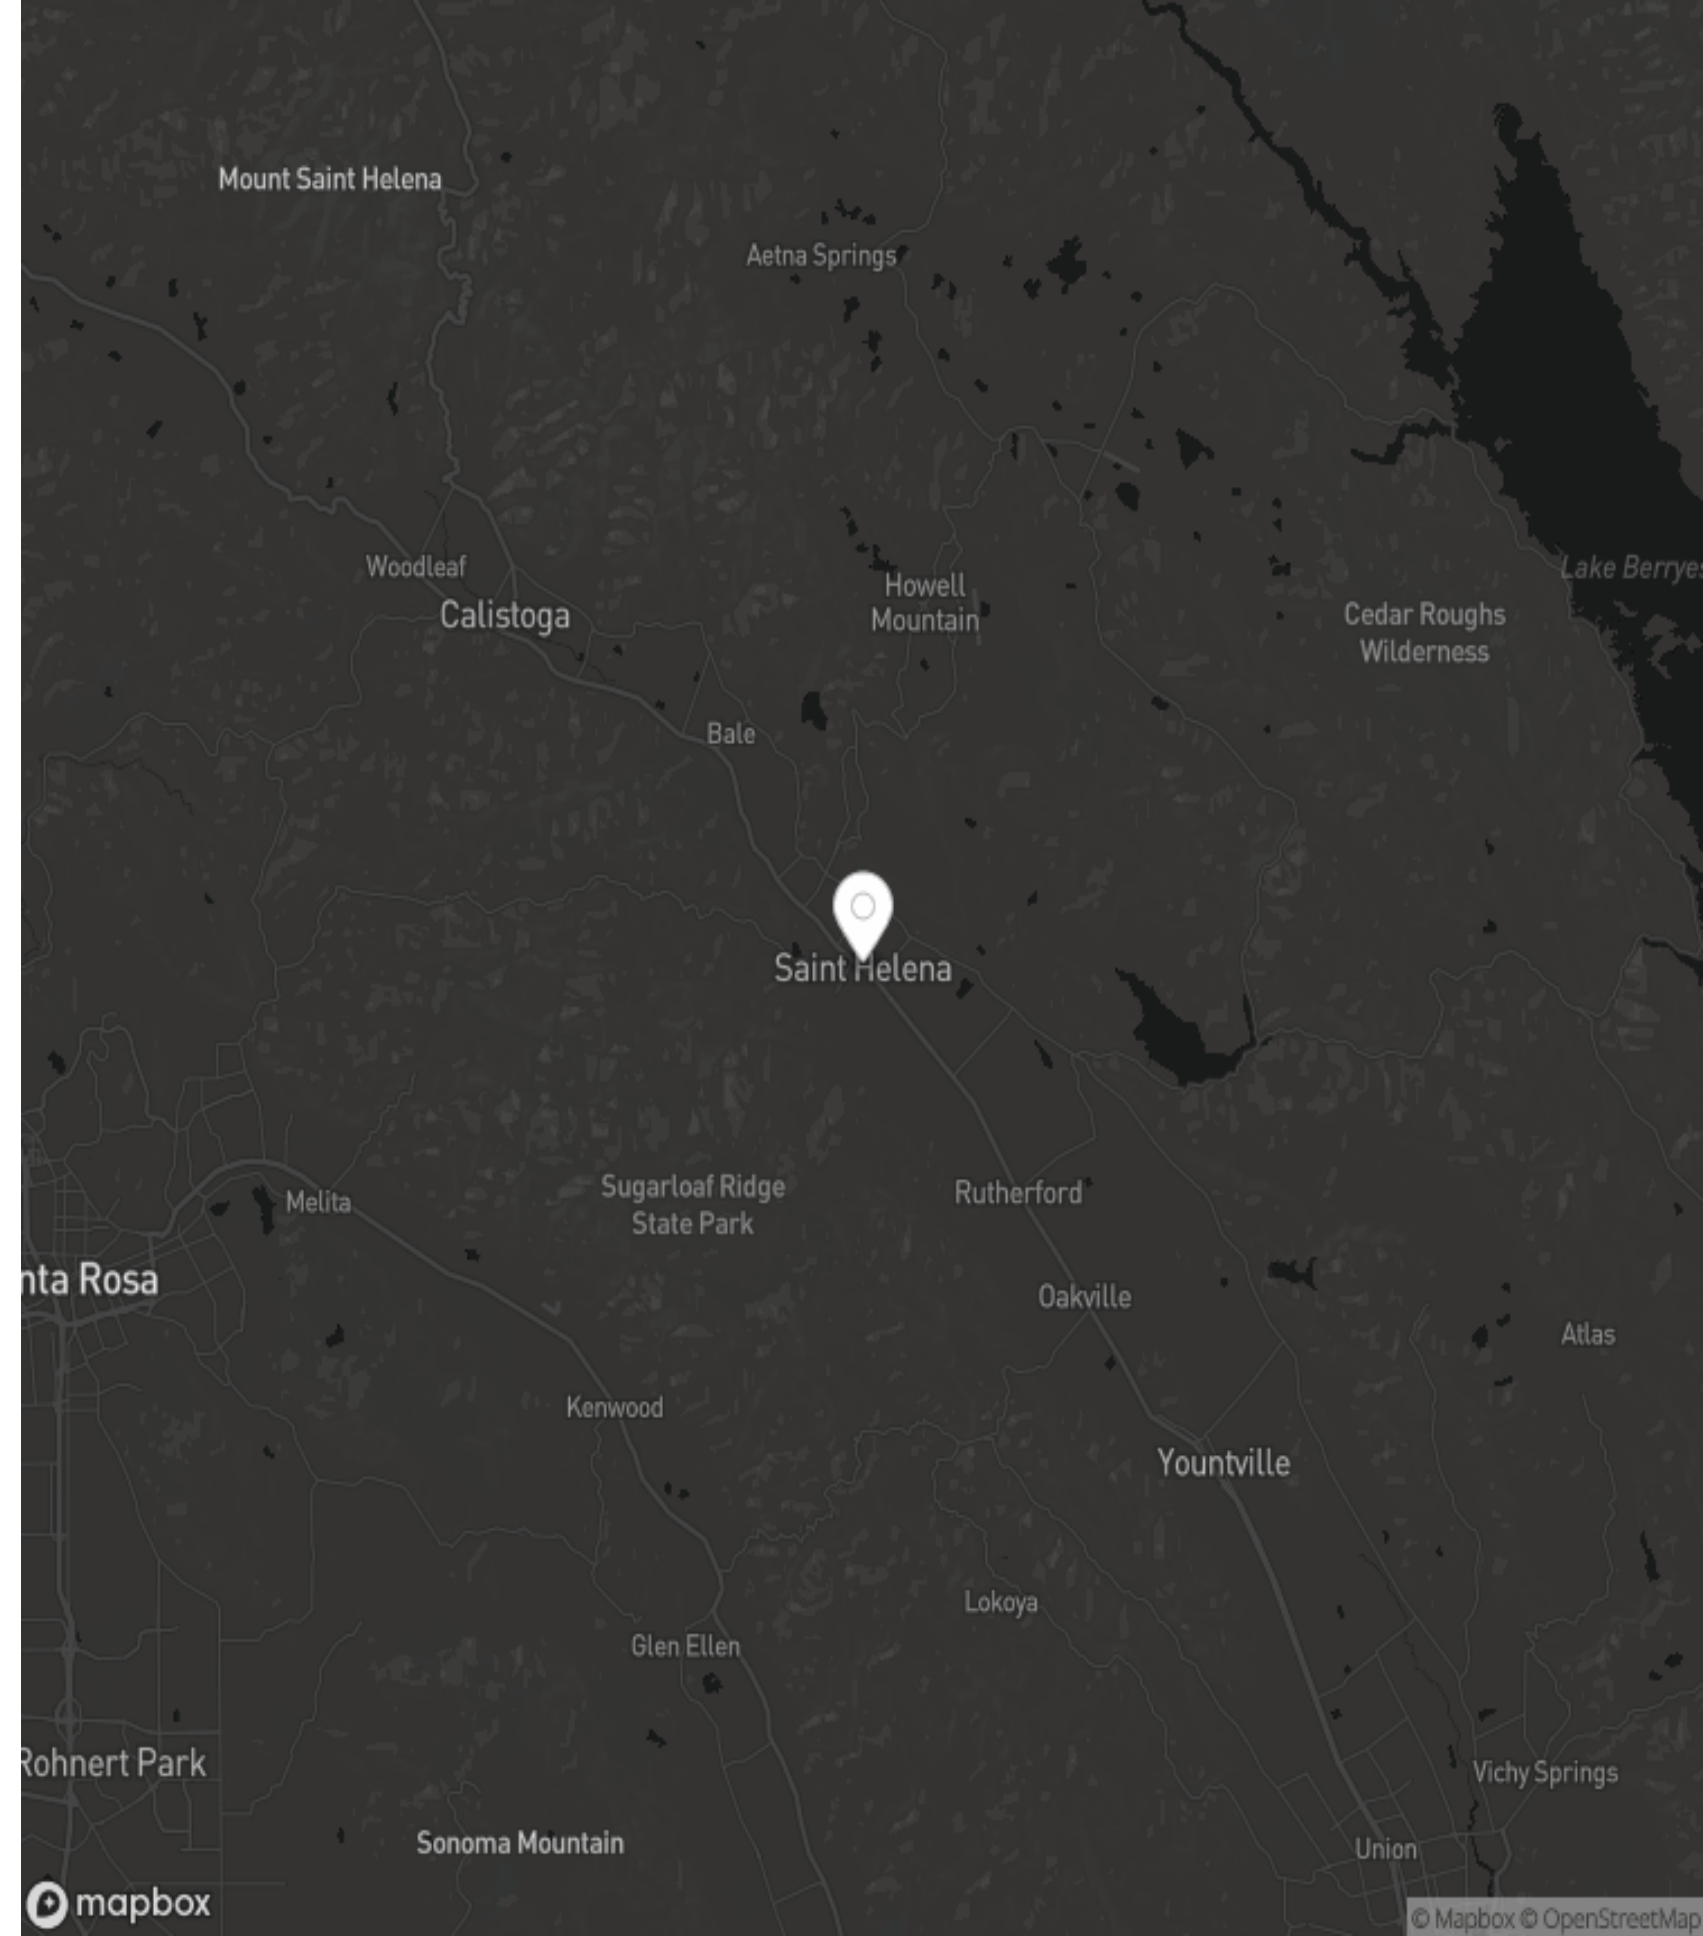 Mount Saint Helena
Aetna Springs
Woodleaf
Lake Berryes
Howell
Mountain
Calistoga
Cedar Roughs
Wilderness
Bale
Saint Helena
Sugarloaf Ridge
State Park
Rutherford
Melita
nta Rosa
Oakville
Atlas
Kenwood
Yountville
Lokoya
Glen Ellen
Rohnert Park
Vichy Springs
Sonoma Mountain
Union
mapbox
© Mapbox © OpenStreetMap